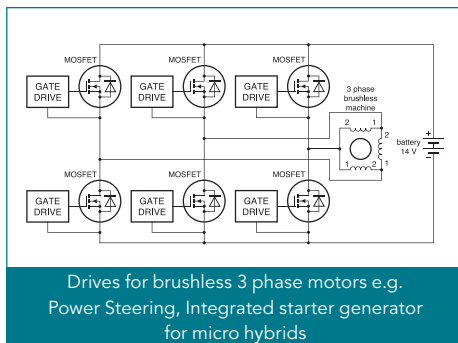 MOSFET
MOSFET
MOSFET
GATE
DRIVE
GATE
DRIVE
GATE
DRIVE
3 phase
brushless
machine
2
1
2
1
1
2
battery
14 V
+
−
MOSFET
MOSFET
MOSFET
GATE
DRIVE
GATE
DRIVE
GATE
DRIVE
Drives for brushless 3 phase motors e.g.
Power Steering, Integrated starter generator
for micro hybrids